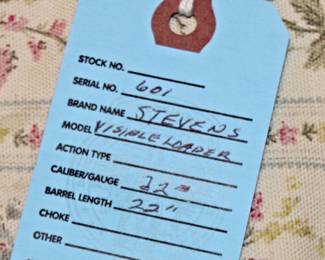 STOCK NO.
SERIAL NO. 601
BRAND NAME STEVENS
MODEL VISIBLE LOADER
ACTION TYPE
CALIBER/GAUGE 22
BARREL LENGTH 22"
CHOKE
OTHER